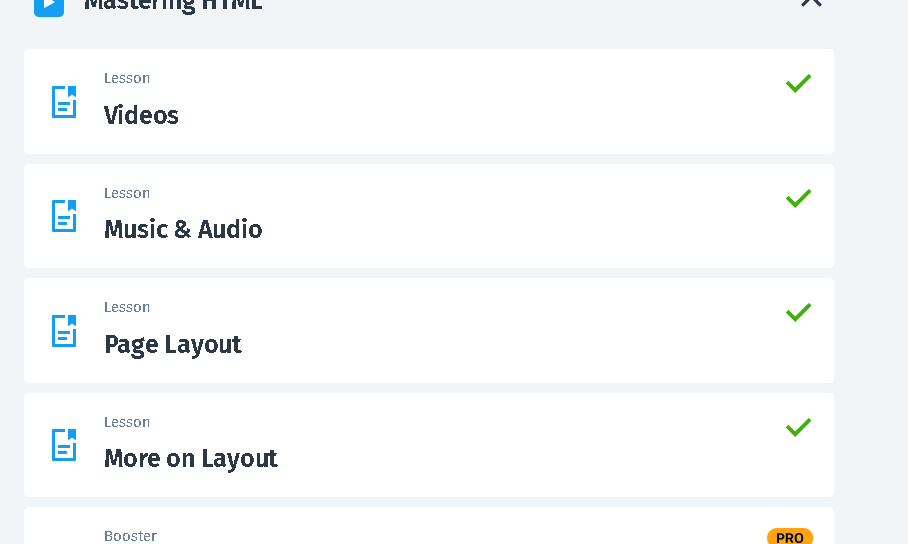 Mastering HTML
Lesson
Videos
Lesson
Music & Audio
Lesson
Page Layout
Lesson
More on Layout
Booster
PRO